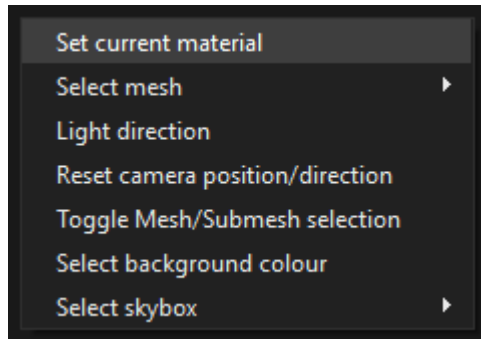 Set current material
Select mesh
Light direction
Reset camera position/direction
Toggle Mesh/Submesh selection
Select background colour
Select skybox